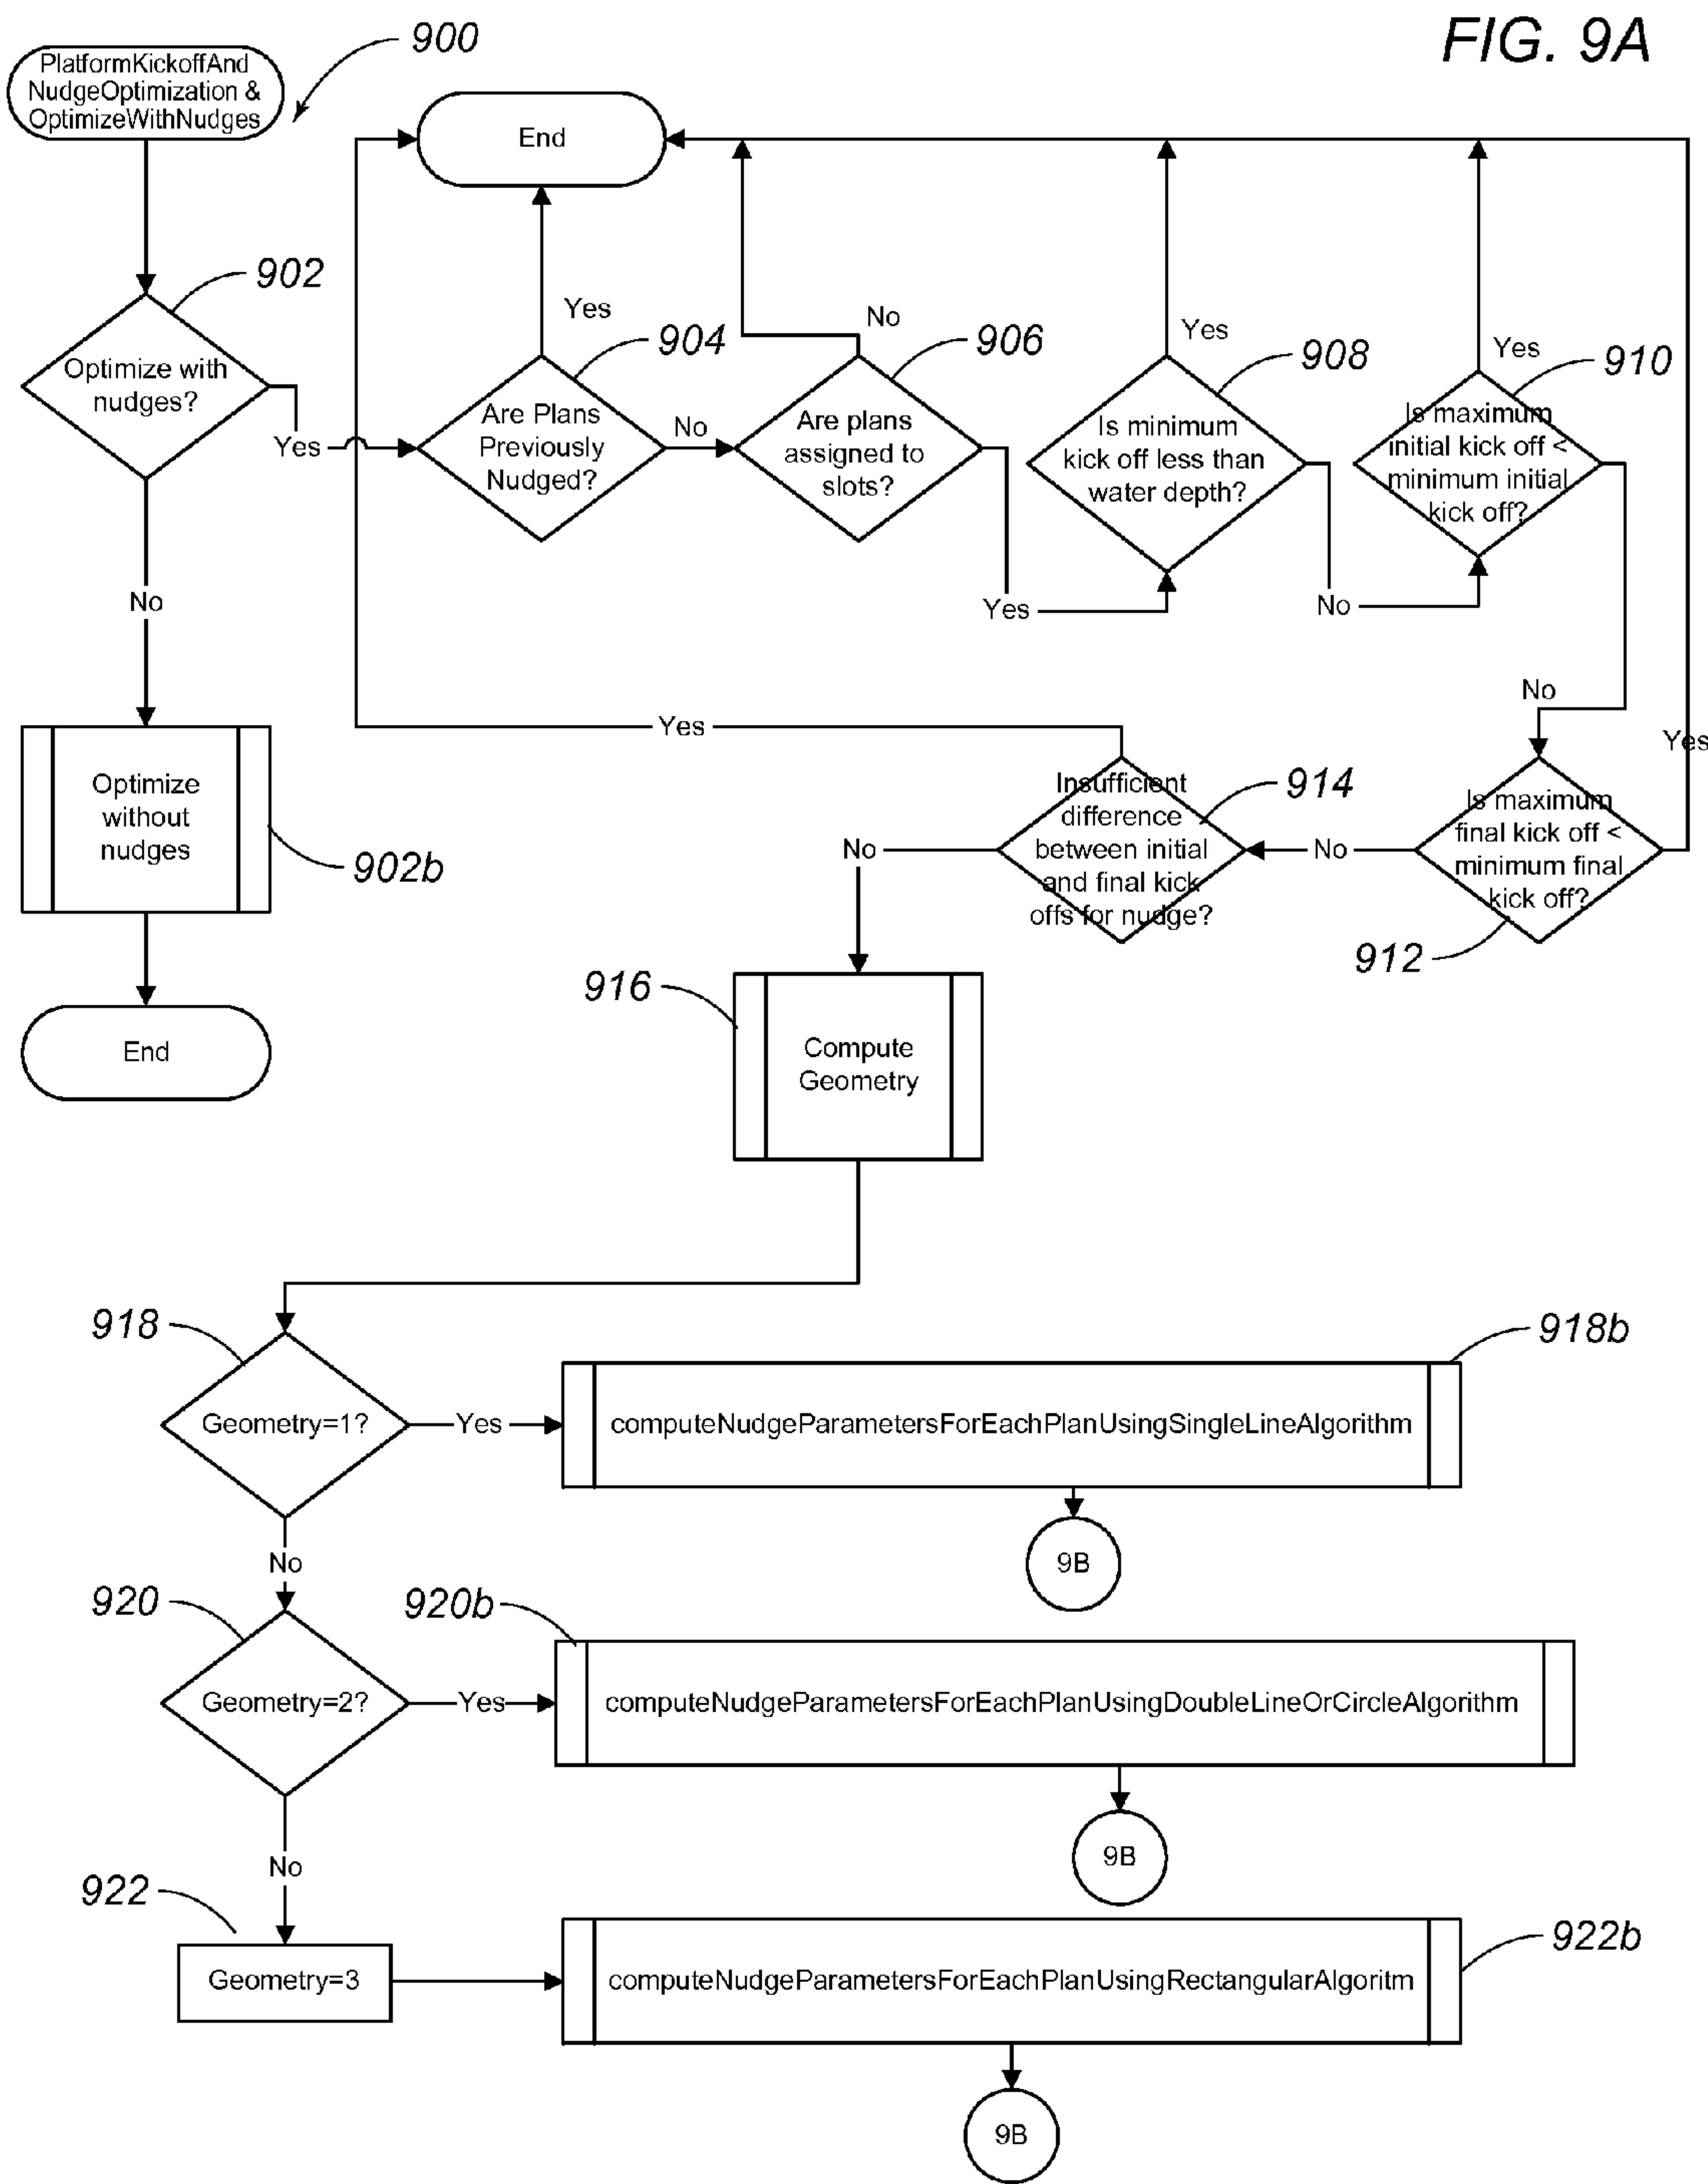 FIG. 9A
900
PlatformKickoffAnd
NudgeOptimization &
OptimizeWithNudges
End
902
Optimize with
nudges?
Yes
No
904
Are Plans
Previously
Nudged?
Yes
No
906
Are plans
assigned to
slots?
No
Yes
908
Is minimum
kick off less than
water depth?
Yes
No
910
Is maximum
initial kick off <
minimum initial
kick off?
Yes
No
Optimize
without
nudges
902b
End
Yes
914
Insufficient
difference
between initial
and final kick
offs for nudge?
No
No
Is maximum
final kick off <
minimum final
kick off?
Yes
912
916
Compute
Geometry
918
Geometry=1?
Yes
No
918b
computeNudgeParametersForEachPlanUsingSingleLineAlgorithm
9B
920
Geometry=2?
Yes
No
920b
computeNudgeParametersForEachPlanUsingDoubleLineOrCircleAlgorithm
9B
922
Geometry=3
922b
computeNudgeParametersForEachPlanUsingRectangularAlgoritm
9B